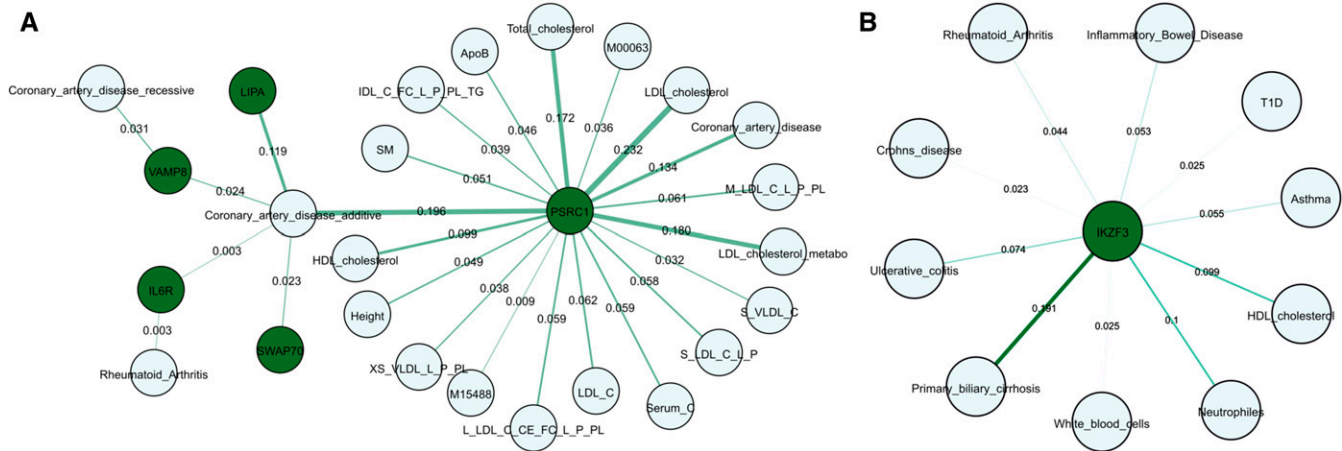 A
B
Total_cholesterol
ApoB
M00063
Rheumatoid_Arthritis
Inflammatory_Bowel_Disease
Coronary_artery_disease_recessive
LIPA
IDL_C_FC_L_P_PL_TG
LDL_cholesterol
T1D
0.172
0.036
0.046
0.031
0.119
0.039
0.232
Coronary_artery_disease
0.044
0.053
SM
0.134
Crohns_disease
0.025
VAMP8
0.024
0.051
M_LDL_C_L_P_PL
0.061
0.023
Asthma
0.055
Coronary_artery_disease_additive
0.196
PSRC1
0.180
IKZF3
0.003
HDL_cholesterol
0.099
LDL_cholesterol_metabo
Ulcerative_colitis
0.074
0.099
0.049
0.032
0.023
0.058
IL6R
0.038
0.009
0.062
0.059
0.059
Height
S_VLDL_C
HDL_cholesterol
0.191
0.1
0.025
0.003
SWAP70
S_LDL_C_L_P
Rheumatoid_Arthritis
XS_VLDL_L_P_PL
M15488
LDL_C
Serum_C
Primary_biliary_cirrhosis
White_blood_cells
Neutrophiles
L_LDL_C_CE_FC_L_P_PL